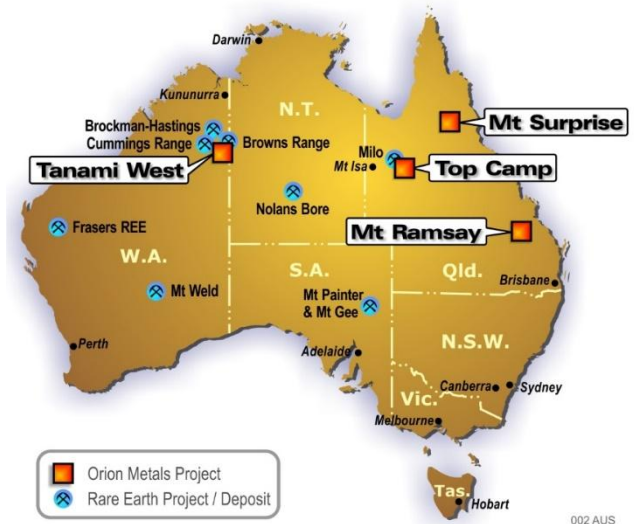 Darwin
Kununurra
N.T.
Brockman-Hastings
Cummings Range
Browns Range
Tanami West
Mt Surprise
Milo
Mt Isa
Top Camp
Nolans Bore
Frasers REE
Mt Ramsay
W.A.
S.A.
Qld.
Mt Weld
Mt Painter
& Mt Gee
Brisbane
Perth
Adelaide
N.S.W.
Canberra
Sydney
Vic.
Melbourne
Orion Metals Project
Rare Earth Project / Deposit
Tas.
Hobart
002 AUS